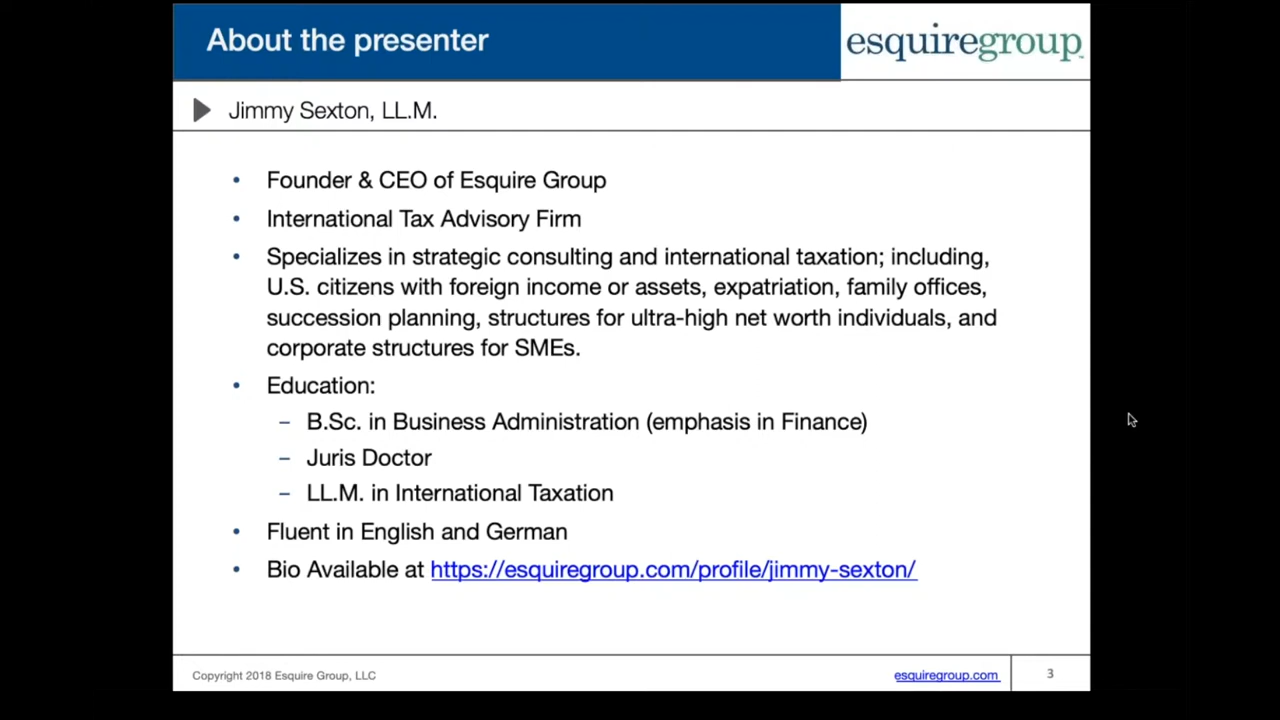 About the presenter
esquiregroup
Jimmy Sexton, LL.M.
• Founder & CEO of Esquire Group
• International Tax Advisory Firm
• Specializes in strategic consulting and international taxation; including,
U.S. citizens with foreign income or assets, expatriation, family offices,
succession planning, structures for ultra-high net worth individuals, and
corporate structures for SMEs.
• Education:
– B.Sc. in Business Administration (emphasis in Finance)
– Juris Doctor
– LL.M. in International Taxation
• Fluent in English and German
• Bio Available at https://esquiregroup.com/profile/jimmy-sexton/
Copyright 2018 Esquire Group, LLC
esquiregroup.com
3